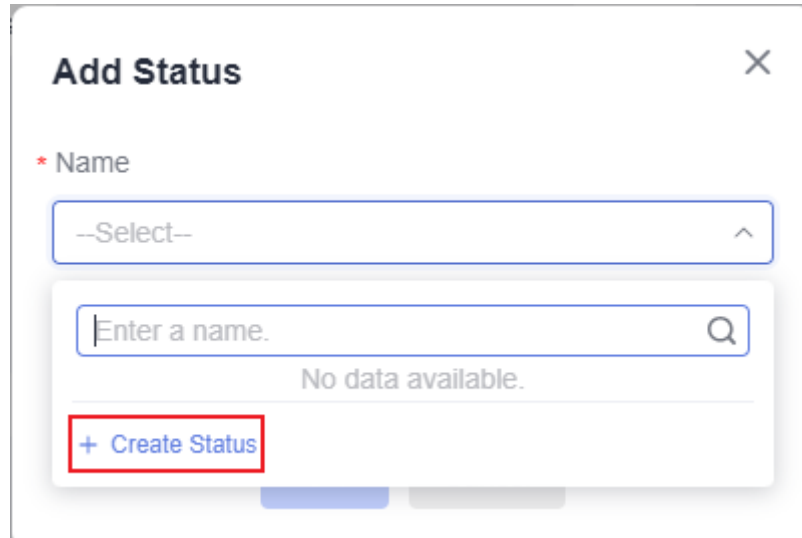 Add Status
* Name
--Select--
Enter a name.
No data available.
+ Create Status